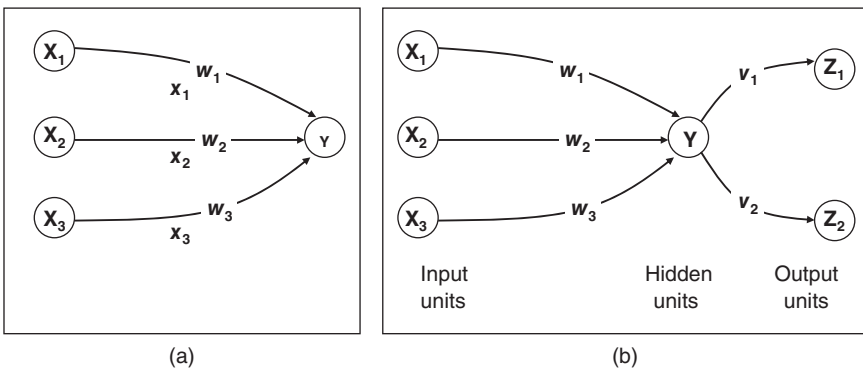 X1
w1
x1
X2
w2
x2
Y
X3
w3
x3
(a)
X1
w1
X2
w2
Y
X3
w3
v1
Z1
v2
Z2
Input
units
Hidden
units
Output
units
(b)